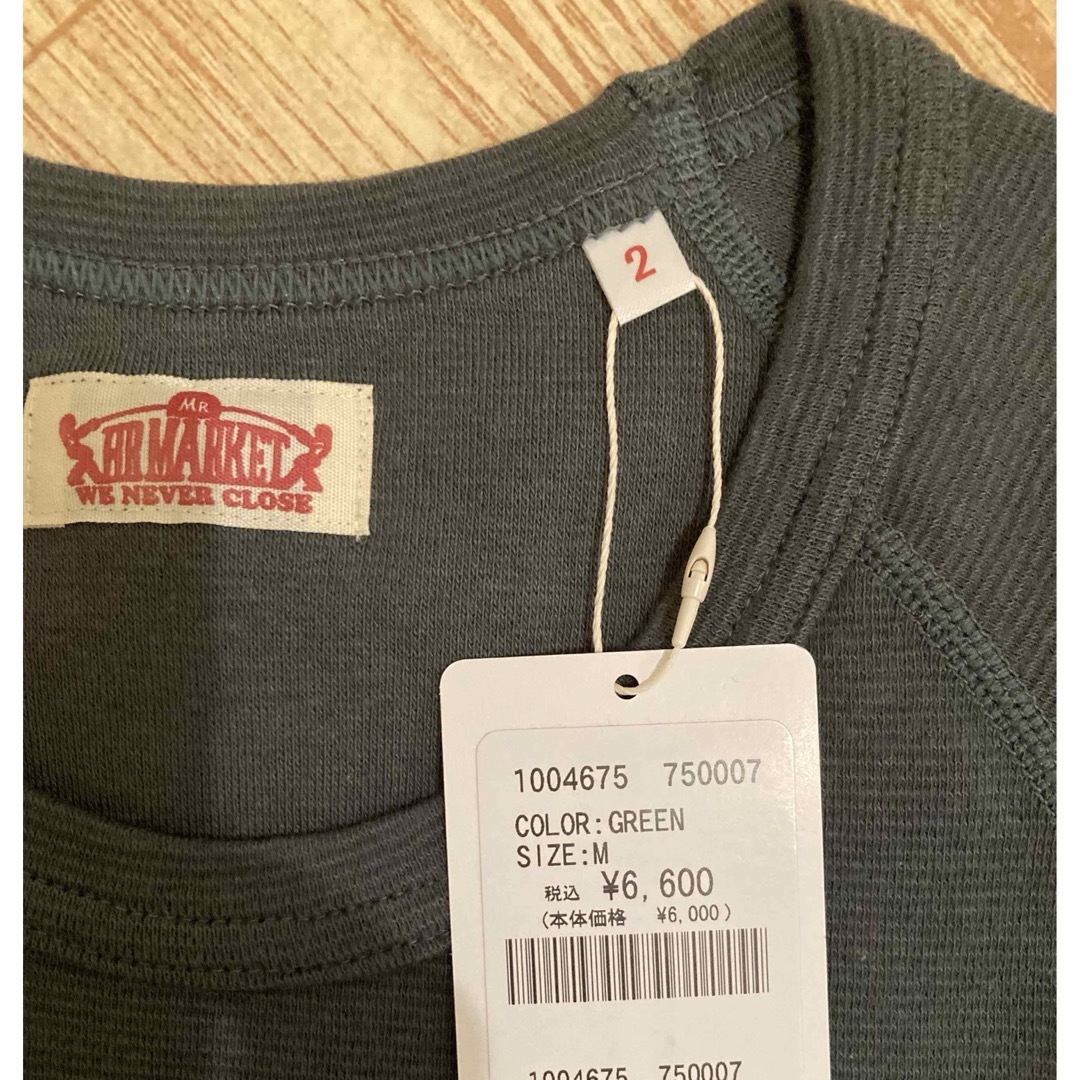 2
MR
HR MARKET
WE NEVER CLOSE
1004675 750007
COLOR:GREEN
SIZE:M
税込 ¥6,600
(本体価格 ¥6,000)
1004675 750007